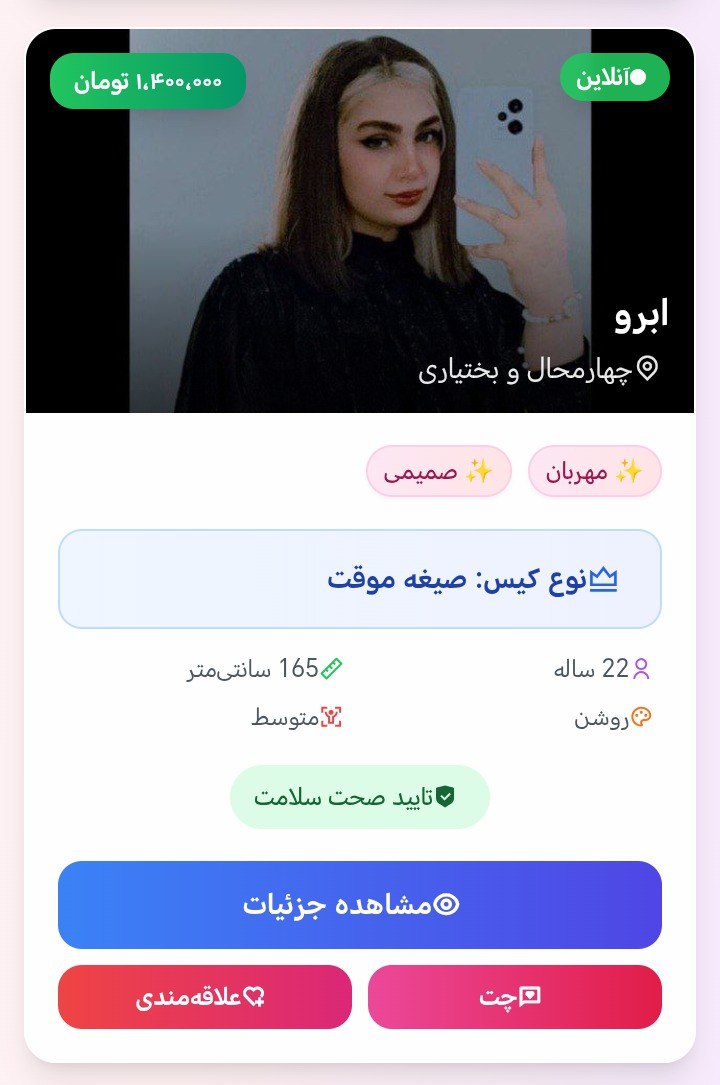 آنلاین
۱,۴۰۰,۰۰۰ تومان
ابرو
چهارمحال و بختیاری
✨ مهربان
✨ صمیمی
نوع کیس: صیغه موقت
22 ساله
165 سانتی‌متر
روشن
متوسط
تایید صحت سلامت
مشاهده جزئیات
چت
علاقه‌مندی